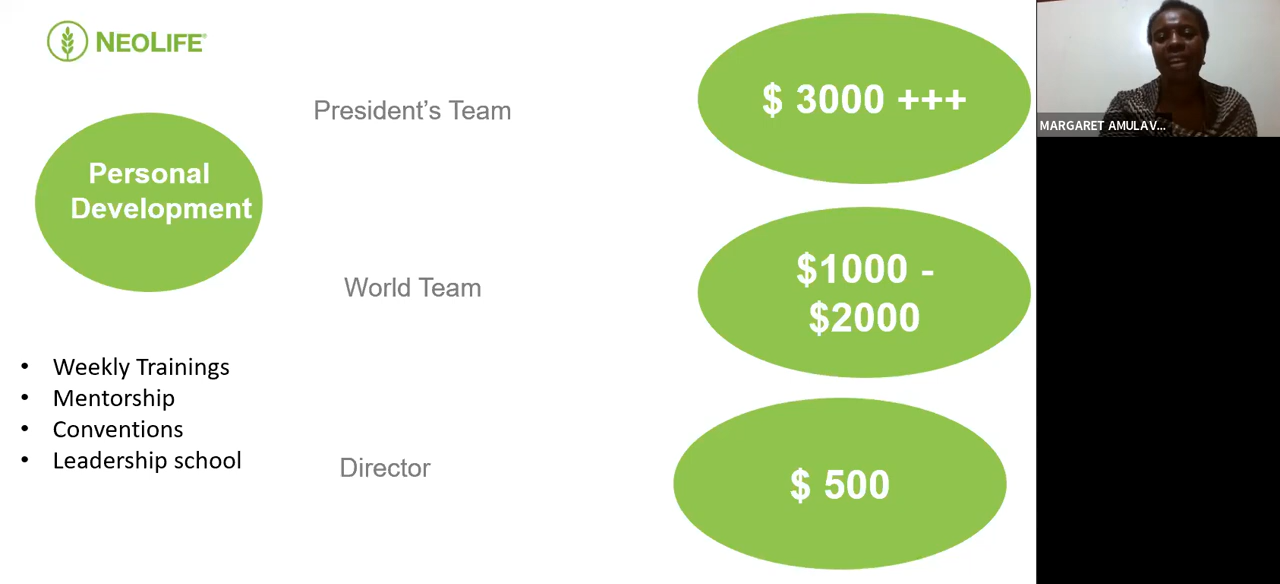 NEOLIFE®
Personal
Development
President’s Team
$ 3000 +++
World Team
$1000 -
$2000
• Weekly Trainings
• Mentorship
• Conventions
• Leadership school
Director
$ 500
MARGARET AMULAV...